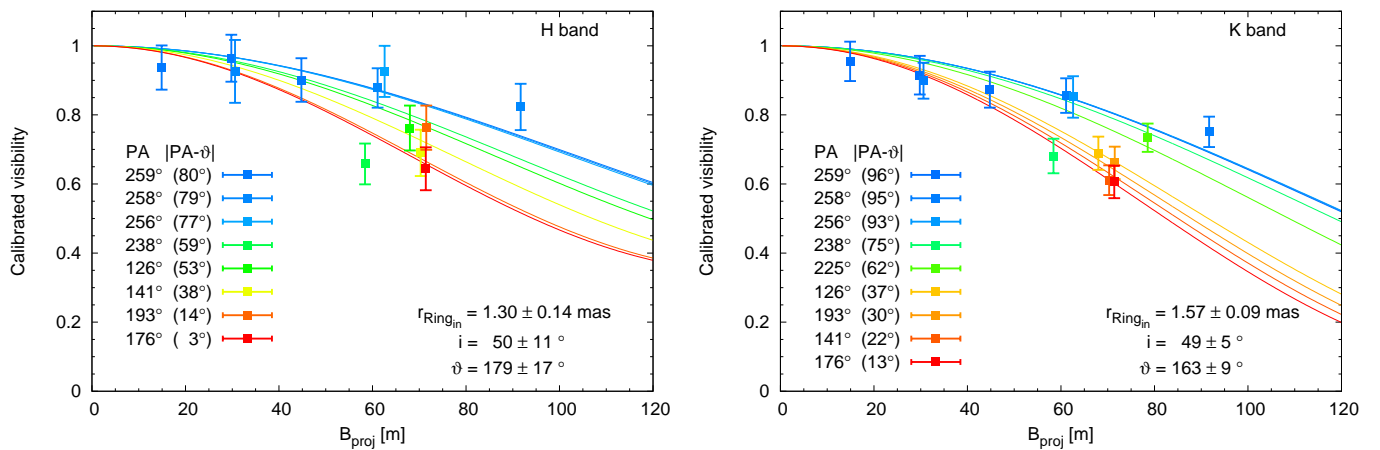 H band
Calibrated visibility
1
0.8
0.6
0.4
0.2
0
PA |PA-ϑ|
259° (80°)
258° (79°)
256° (77°)
238° (59°)
126° (53°)
141° (38°)
193° (14°)
176° ( 3°)
r_Ring_in = 1.30 ± 0.14 mas
i = 50 ± 11 °
ϑ = 179 ± 17 °
0 20 40 60 80 100 120
B_proj [m]
K band
Calibrated visibility
1
0.8
0.6
0.4
0.2
0
PA |PA-ϑ|
259° (96°)
258° (95°)
256° (93°)
238° (75°)
225° (62°)
126° (37°)
193° (30°)
141° (22°)
176° (13°)
r_Ring_in = 1.57 ± 0.09 mas
i = 49 ± 5 °
ϑ = 163 ± 9 °
0 20 40 60 80 100 120
B_proj [m]